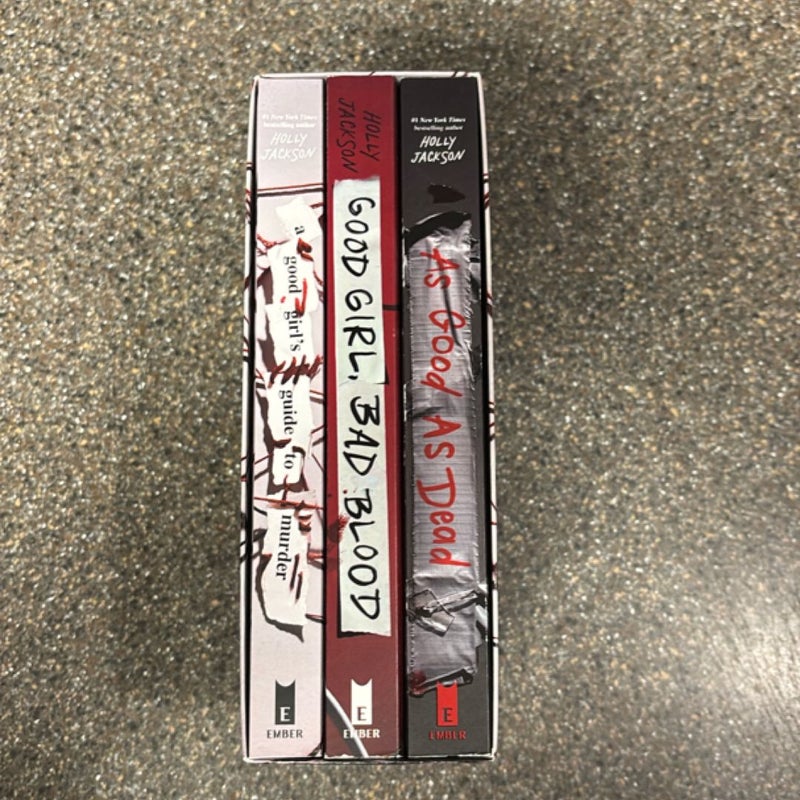 #1 New York Times
bestselling author
HOLLY
JACKSON
a
good
girl's
guide
to
murder
E
EMBER
HOLLY
JACKSON
GOOD GIRL, BAD BLOOD
E
EMBER
#1 New York Times
bestselling author
HOLLY
JACKSON
As Good As Dead
E
EMBER